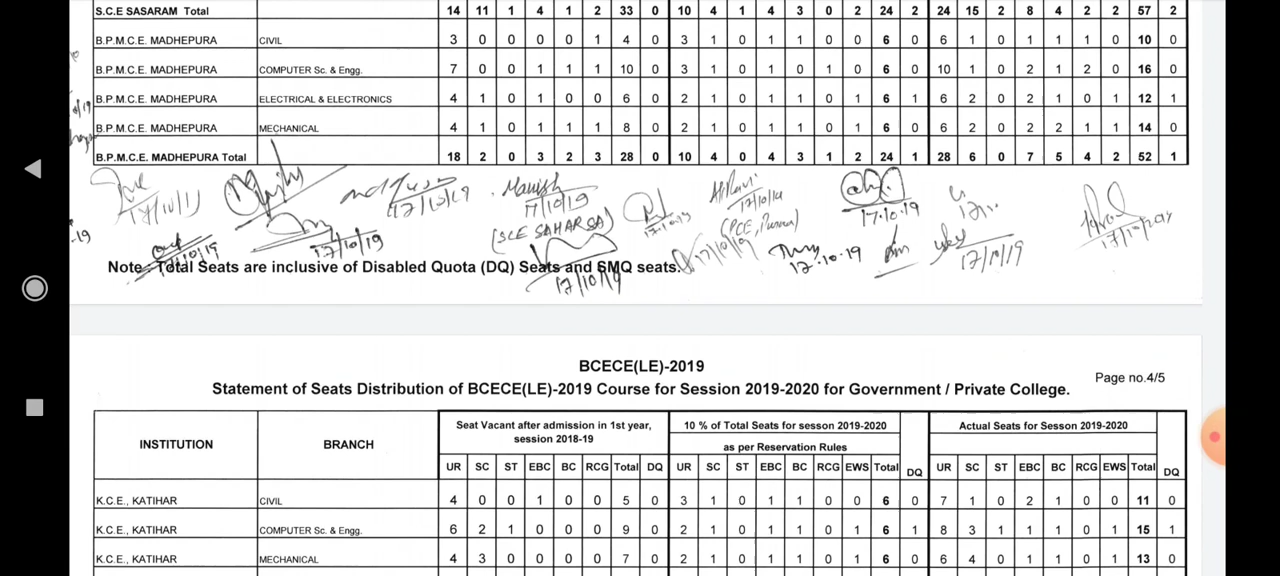 S.C.E SASARAM Total 14 11 1 4 1 2 33 0 10 4 1 4 3 0 2 24 2 24 15 2 8 4 2 2 57 2
B.P.M.C.E. MADHEPURA CIVIL 3 0 0 0 0 1 4 0 3 1 0 1 1 0 0 6 0 6 1 0 1 1 1 0 10 0
B.P.M.C.E. MADHEPURA COMPUTER Sc. & Engg. 7 0 0 1 1 1 10 0 3 1 0 1 0 1 0 6 0 10 1 0 2 1 2 0 16 0
B.P.M.C.E. MADHEPURA ELECTRICAL & ELECTRONICS 4 1 0 1 0 0 6 0 2 1 0 1 1 0 1 6 1 6 2 0 2 1 0 1 12 1
B.P.M.C.E. MADHEPURA MECHANICAL 4 1 0 1 1 1 8 0 2 1 0 1 1 0 1 6 0 6 2 0 2 2 1 1 14 0
B.P.M.C.E. MADHEPURA Total 18 2 0 3 2 3 28 0 10 4 0 4 3 1 2 24 1 28 6 0 7 5 4 2 52 1
Manish
17/10/19 17/10/19 17.10.19
(SCE SAHARSA)
17/10/19 17/10/19 12.10.19
Note:- Total Seats are inclusive of Disabled Quota (DQ) Seats and SMQ seats.
17/10/19
BCECE(LE)-2019
Statement of Seats Distribution of BCECE(LE)-2019 Course for Session 2019-2020 for Government / Private College. Page no.4/5
INSTITUTION BRANCH Seat Vacant after admission in 1st year, session 2018-19 10 % of Total Seats for sesson 2019-2020 Actual Seats for Sesson 2019-2020
as per Reservation Rules
UR SC ST EBC BC RCG Total DQ UR SC ST EBC BC RCG EWS Total DQ UR SC ST EBC BC RCG EWS Total DQ
K.C.E., KATIHAR CIVIL 4 0 0 1 0 0 5 0 3 1 0 1 1 0 0 6 0 7 1 0 2 1 0 0 11 0
K.C.E., KATIHAR COMPUTER Sc. & Engg. 6 2 1 0 0 0 9 0 2 1 0 1 1 0 1 6 1 8 3 1 1 1 0 1 15 1
K.C.E., KATIHAR MECHANICAL 4 3 0 0 0 0 7 0 2 1 0 1 1 0 1 6 0 6 4 0 1 1 0 1 13 0